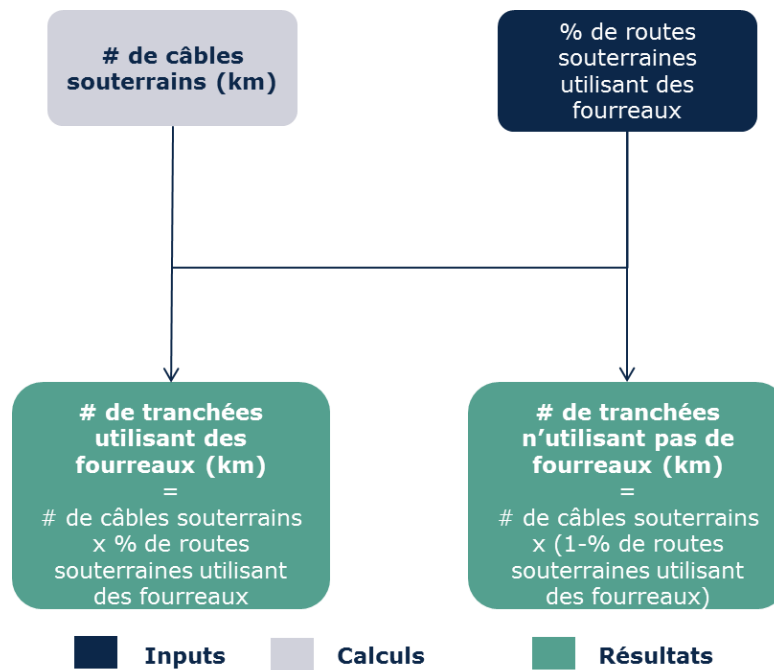 # de câbles
souterrains (km)
% de routes
souterraines
utilisant des
fourreaux
# de tranchées
utilisant des
fourreaux (km)
=
# de câbles souterrains
x % de routes
souterraines utilisant
des fourreaux
# de tranchées
n’utilisant pas de
fourreaux (km)
=
# de câbles souterrains
x (1-% de routes
souterraines utilisant
des fourreaux)
Inputs
Calculs
Résultats